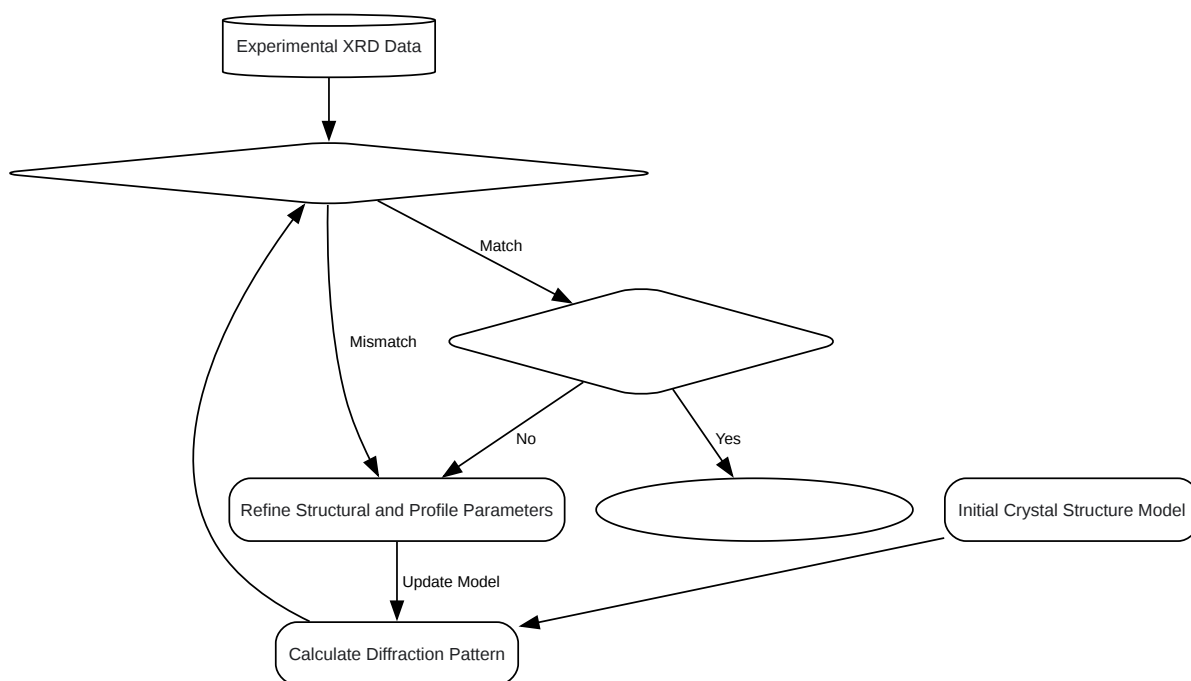 Experimental XRD Data
Match
Mismatch
No
Yes
Refine Structural and Profile Parameters
Initial Crystal Structure Model
Update Model
Calculate Diffraction Pattern